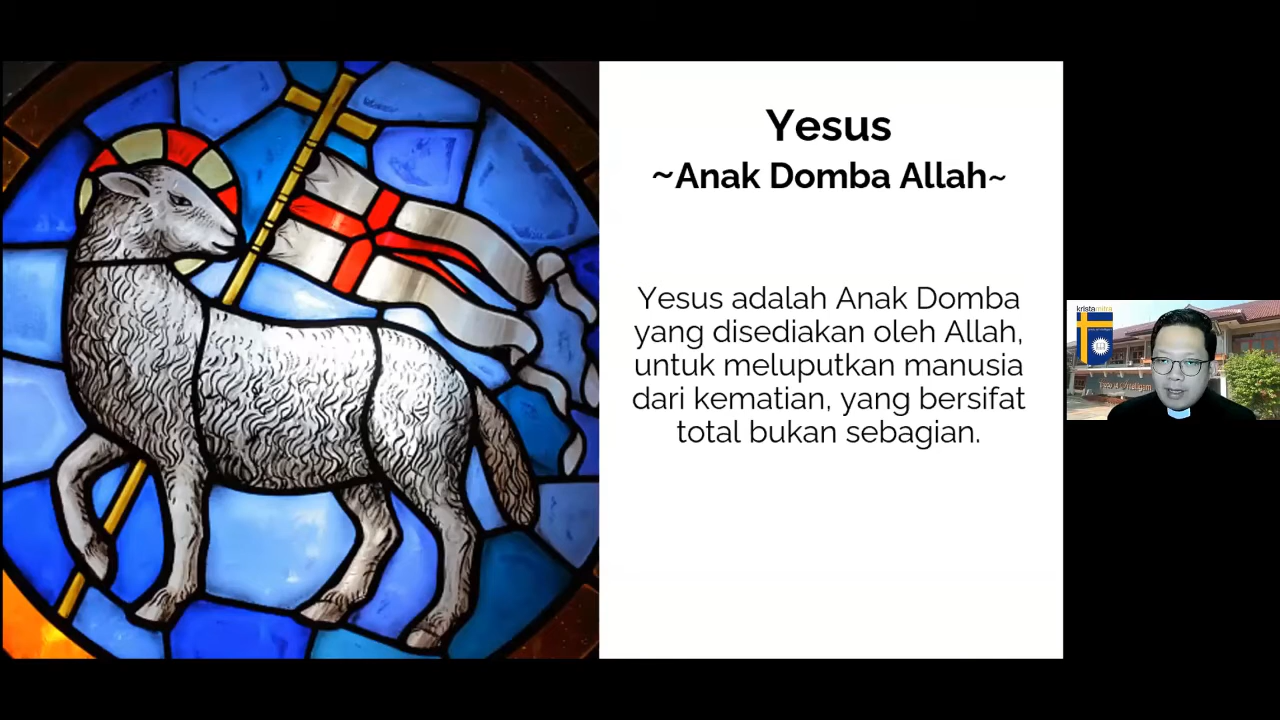 Yesus
~Anak Domba Allah~
Yesus adalah Anak Domba
yang disediakan oleh Allah,
untuk meluputkan manusia
dari kematian, yang bersifat
total bukan sebagian.
kristamitra